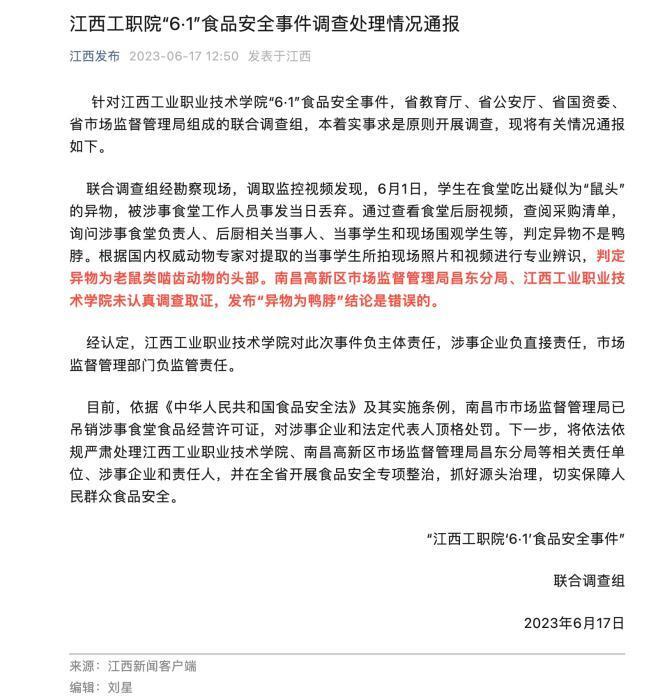 江西工职院“6·1”食品安全事件调查处理情况通报
江西发布 2023-06-17 12:50 发表于江西
针对江西工业职业技术学院“6·1”食品安全事件，省教育厅、省公安厅、省国资委、
省市场监督管理局组成的联合调查组，本着实事求是原则开展调查，现将有关情况通报
如下。
联合调查组经勘察现场，调取监控视频发现，6月1日，学生在食堂吃出疑似为“鼠头”
的异物，被涉事食堂工作人员事发当日丢弃。通过查看食堂后厨视频，查阅采购清单，
询问涉事食堂负责人、后厨相关当事人、当事学生和现场围观学生等，判定异物不是鸭
脖。根据国内权威动物专家对提取的当事学生所拍现场照片和视频进行专业辨识，判定
异物为老鼠类啮齿动物的头部。南昌高新区市场监督管理局昌东分局、江西工业职业技
术学院未认真调查取证，发布“异物为鸭脖”结论是错误的。
经认定，江西工业职业技术学院对此次事件负主体责任，涉事企业负直接责任，市场
监督管理部门负监管责任。
目前，依据《中华人民共和国食品安全法》及其实施条例，南昌市市场监督管理局已
吊销涉事食堂食品经营许可证，对涉事企业和法定代表人顶格处罚。下一步，将依法依
规严肃处理江西工业职业技术学院、南昌高新区市场监督管理局昌东分局等相关责任单
位、涉事企业和责任人，并在全省开展食品安全专项整治，抓好源头治理，切实保障人
民群众食品安全。
“江西工职院‘6·1’食品安全事件”
联合调查组
2023年6月17日
来源：江西新闻客户端
编辑：刘星